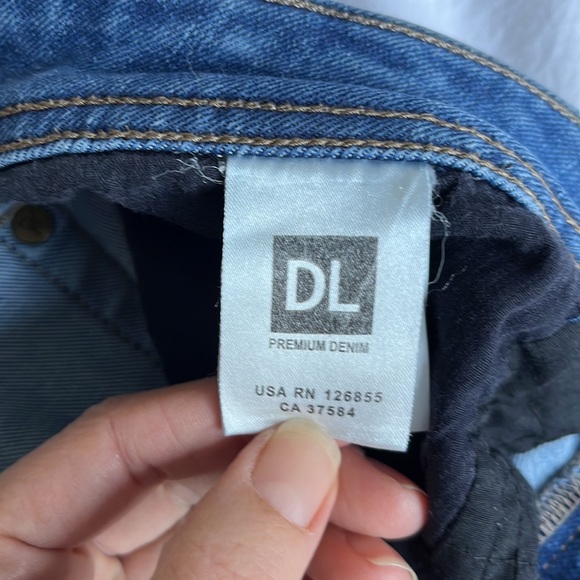 DL
PREMIUM DENIM
USA RN 126855
CA 37584